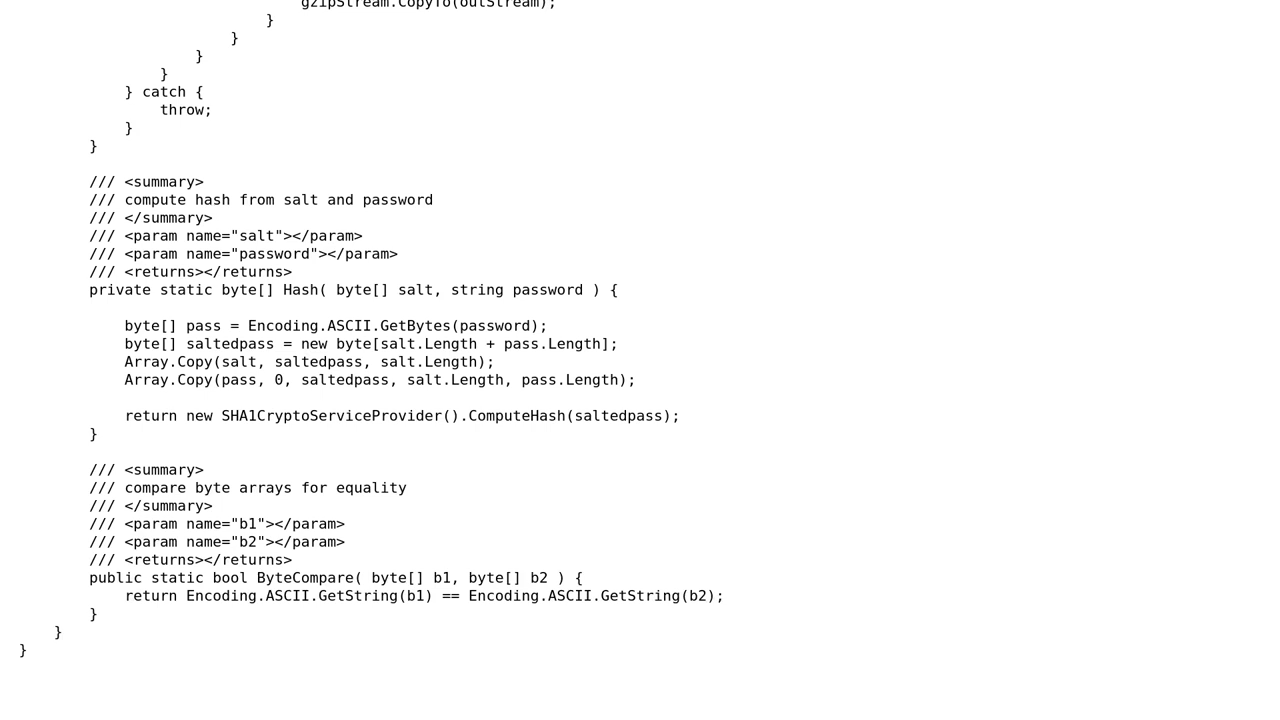 gzipStream.CopyTo(outStream);
                            }
                        }
                    }
                }
            } catch {
                throw;
            }
        }

        /// <summary>
        /// compute hash from salt and password
        /// </summary>
        /// <param name="salt"></param>
        /// <param name="password"></param>
        /// <returns></returns>
        private static byte[] Hash( byte[] salt, string password ) {

            byte[] pass = Encoding.ASCII.GetBytes(password);
            byte[] saltedpass = new byte[salt.Length + pass.Length];
            Array.Copy(salt, saltedpass, salt.Length);
            Array.Copy(pass, 0, saltedpass, salt.Length, pass.Length);

            return new SHA1CryptoServiceProvider().ComputeHash(saltedpass);
        }

        /// <summary>
        /// compare byte arrays for equality
        /// </summary>
        /// <param name="b1"></param>
        /// <param name="b2"></param>
        /// <returns></returns>
        public static bool ByteCompare( byte[] b1, byte[] b2 ) {
            return Encoding.ASCII.GetString(b1) == Encoding.ASCII.GetString(b2);
        }
    }
}